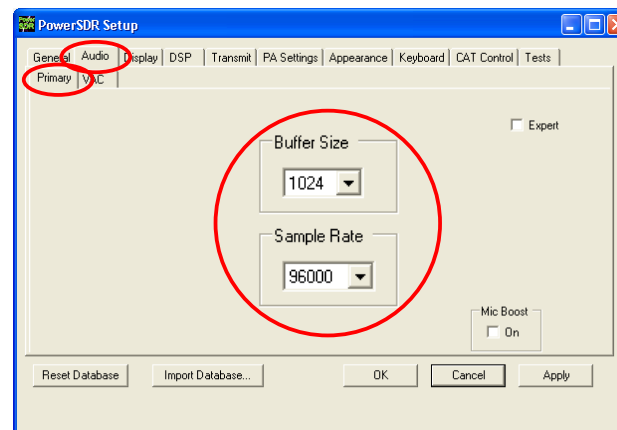 PowerSDR Setup
General Audio Display DSP Transmit PA Settings Appearance Keyboard CAT Control Tests
Primary VAC
Expert
Buffer Size
1024
Sample Rate
96000
Mic Boost
On
Reset Database Import Database... OK Cancel Apply